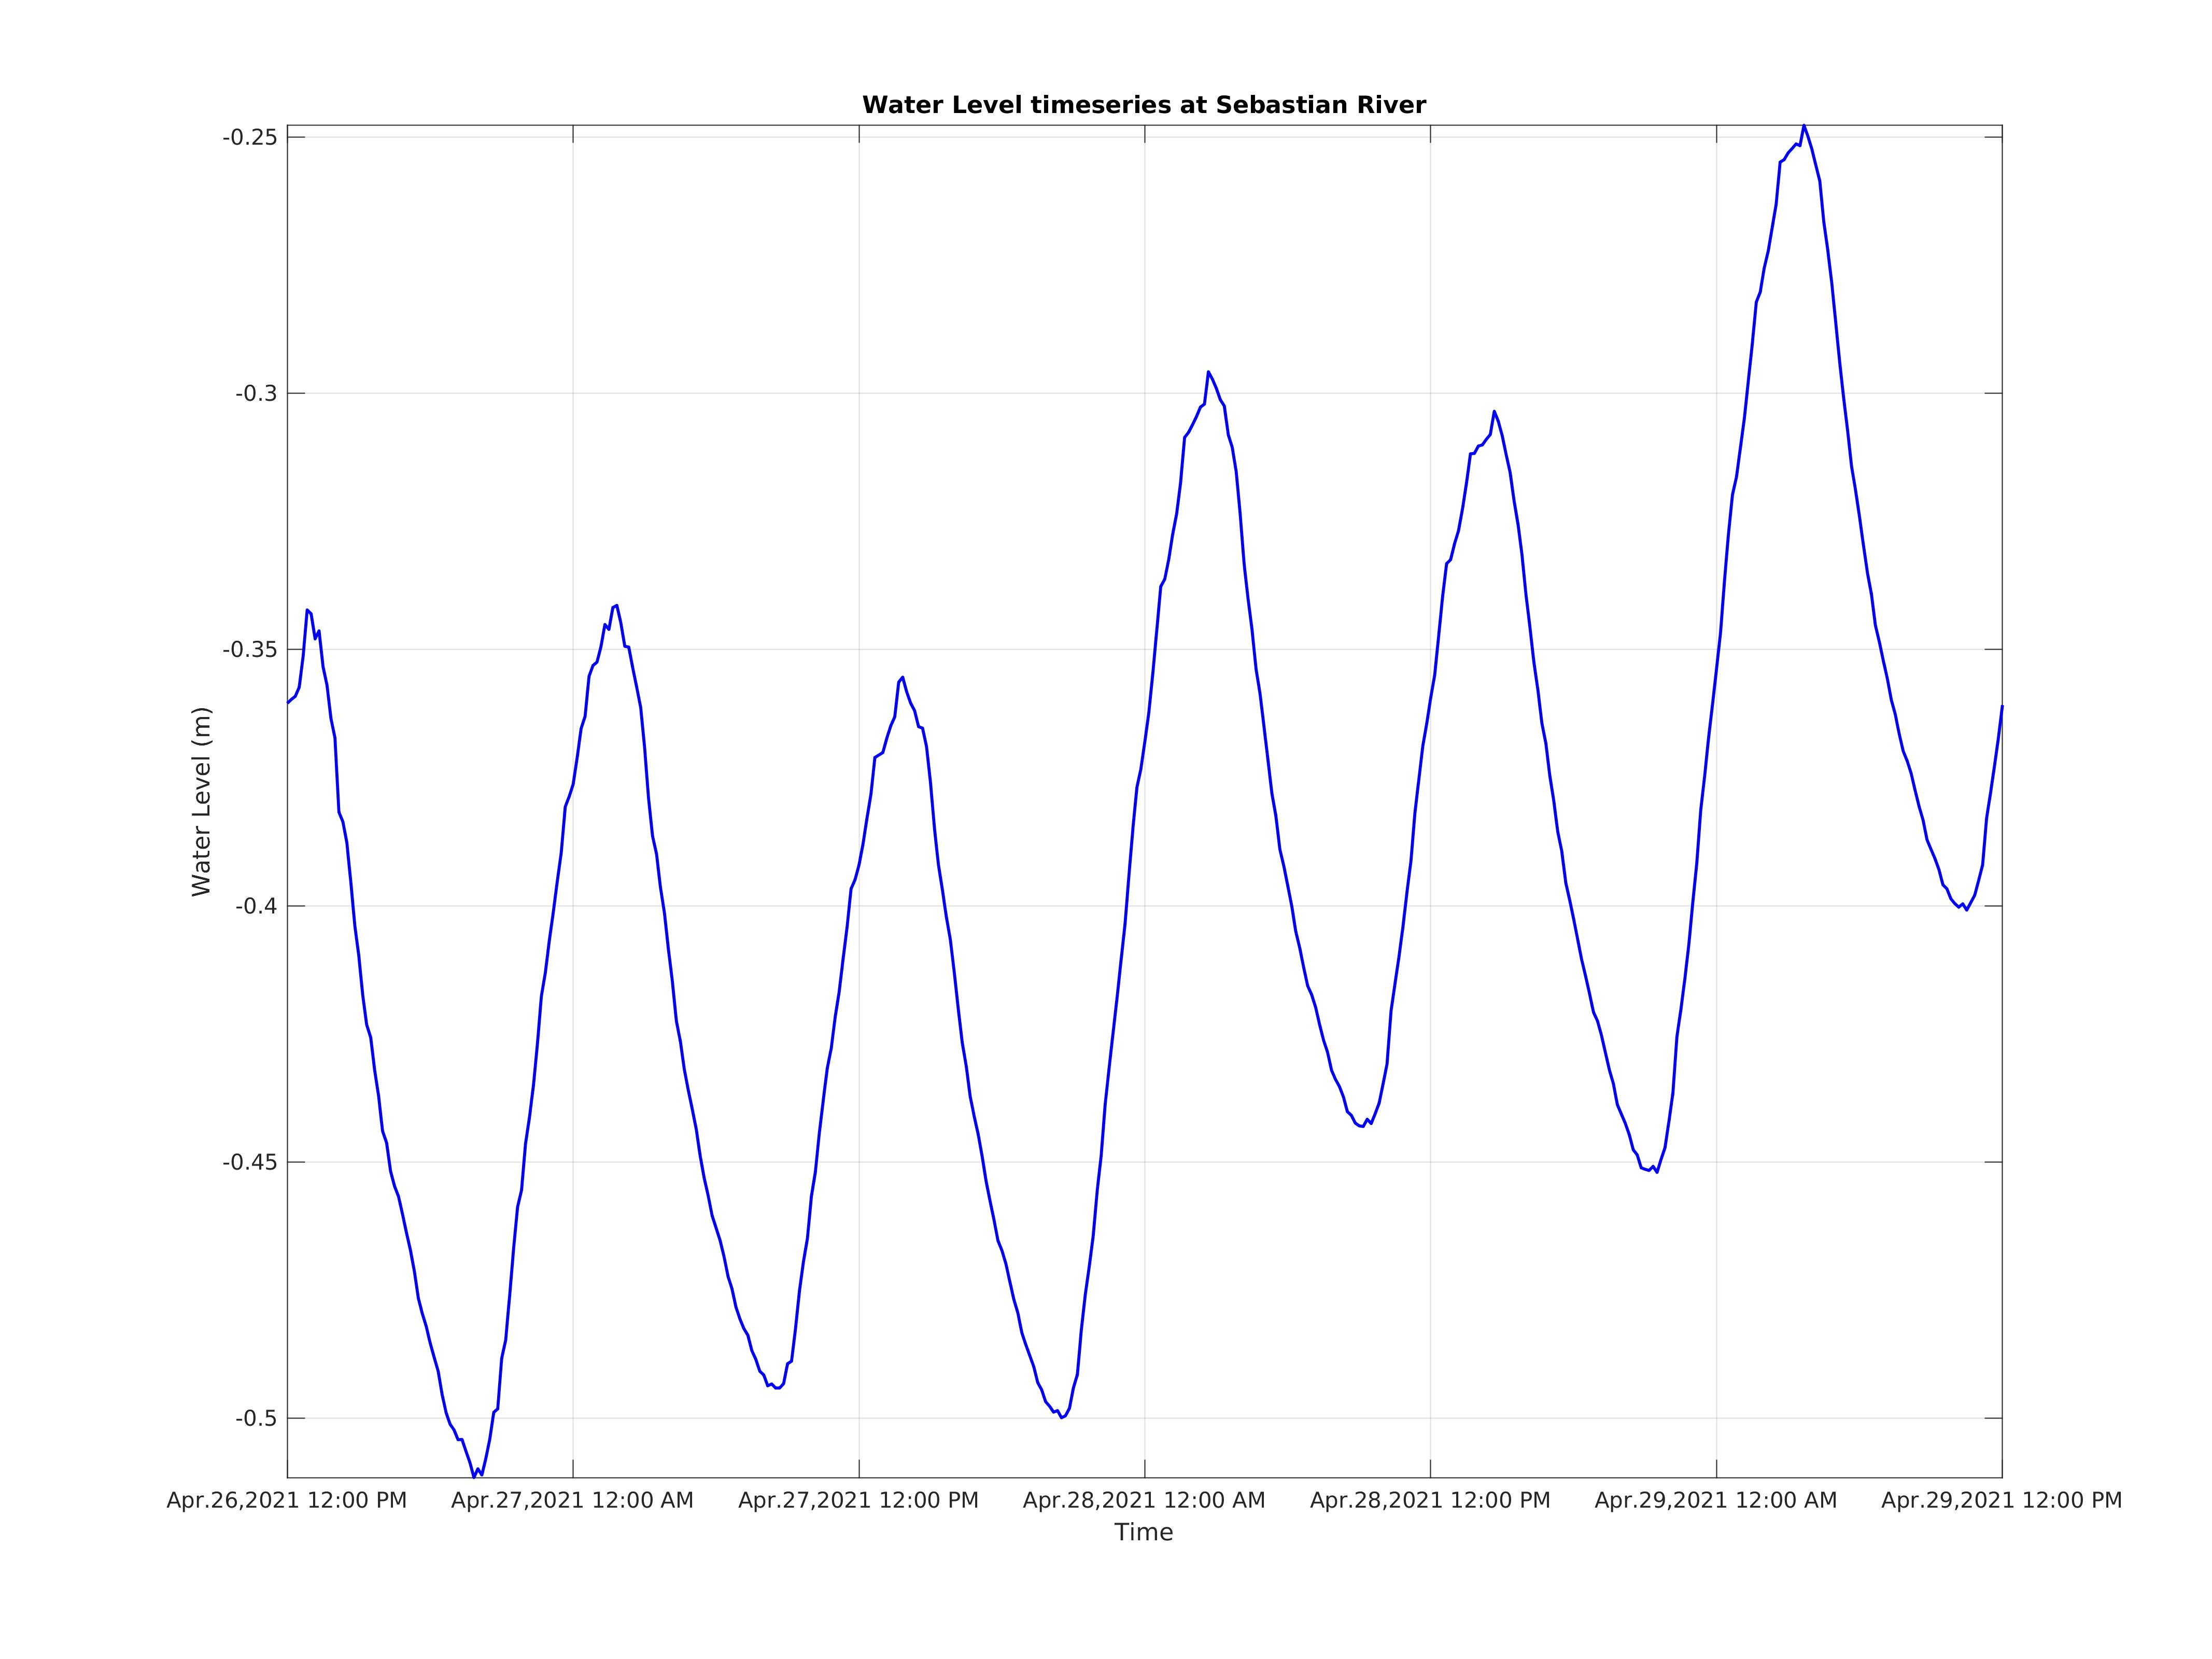 Water Level timeseries at Sebastian River
-0.25
-0.3
-0.35
-0.4
-0.45
-0.5
Water Level (m)
Apr.26,2021 12:00 PM Apr.27,2021 12:00 AM Apr.27,2021 12:00 PM Apr.28,2021 12:00 AM Apr.28,2021 12:00 PM Apr.29,2021 12:00 AM Apr.29,2021 12:00 PM
Time